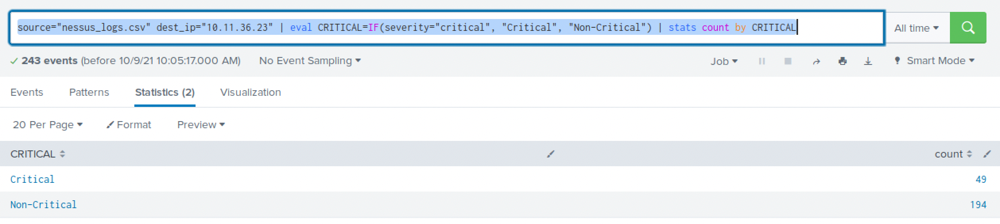 source="nessus_logs.csv" dest_ip="10.11.36.23" | eval CRITICAL=IF(severity="critical", "Critical", "Non-Critical") | stats count by CRITICAL
All time
243 events (before 10/9/21 10:05:17.000 AM) No Event Sampling Job Smart Mode
Events Patterns Statistics (2) Visualization
20 Per Page Format Preview
CRITICAL count
Critical 49
Non-Critical 194